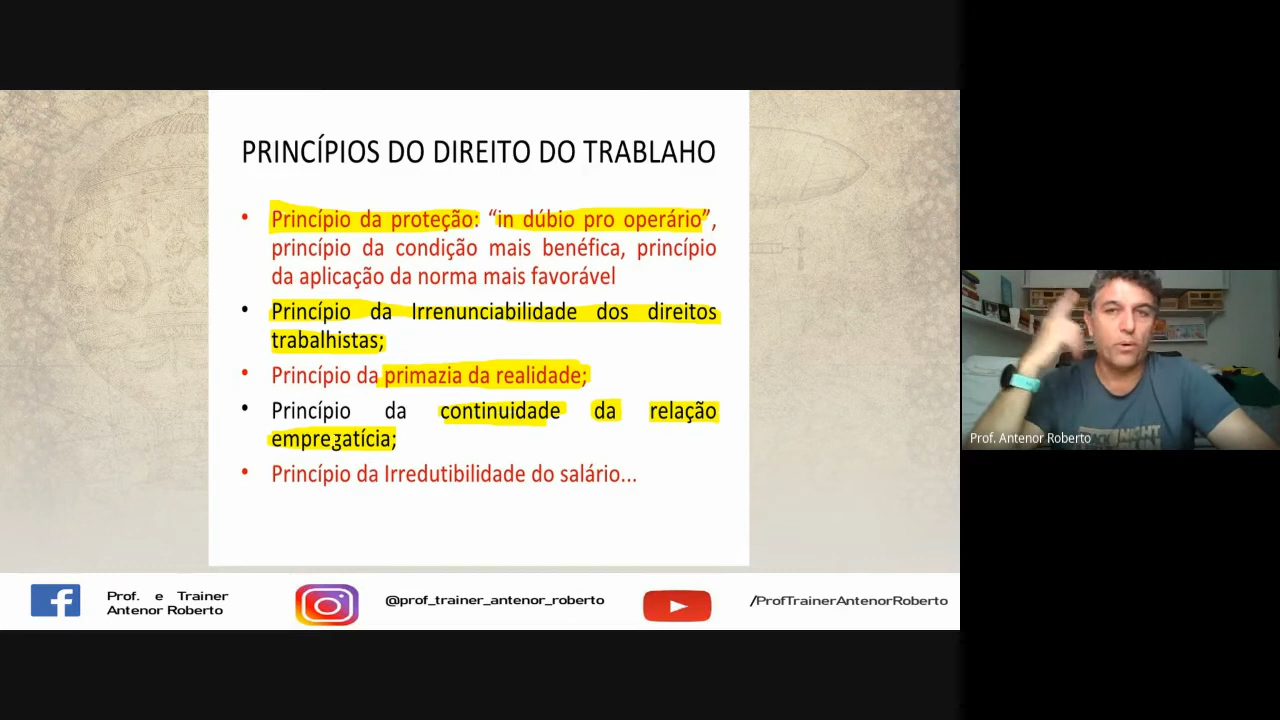 PRINCÍPIOS DO DIREITO DO TRABLAHO
• Princípio da proteção: “in dúbio pro operário”,
princípio da condição mais benéfica, princípio
da aplicação da norma mais favorável
• Princípio da Irrenunciabilidade dos direitos
trabalhistas;
• Princípio da primazia da realidade;
• Princípio da continuidade da relação
empregatícia;
• Princípio da Irredutibilidade do salário...
Prof. e Trainer
Antenor Roberto
@prof_trainer_antenor_roberto
/ProfTrainerAntenorRoberto
Prof. Antenor Roberto
NIGHT